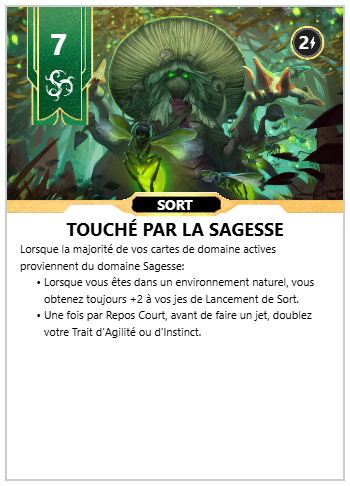 7
2
SORT
TOUCHÉ PAR LA SAGESSE
Lorsque la majorité de vos cartes de domaine actives
proviennent du domaine Sagesse:
• Lorsque vous êtes dans un environnement naturel, vous
obtenez toujours +2 à vos jes de Lancement de Sort.
• Une fois par Repos Court, avant de faire un jet, doublez
votre Trait d'Agilité ou d'Instinct.